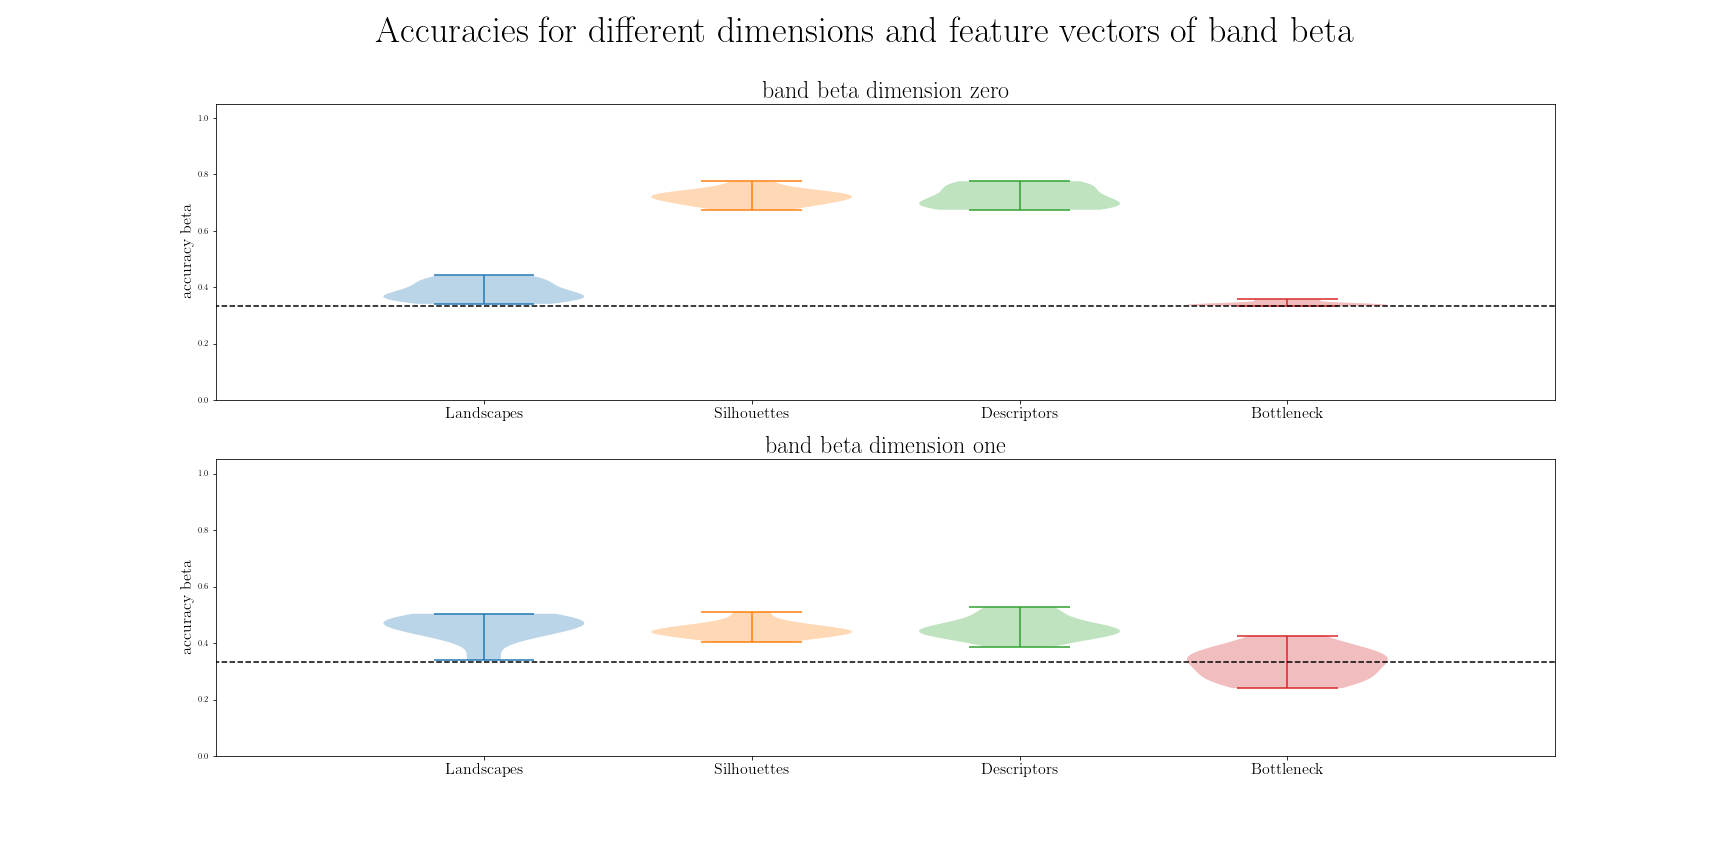 Accuracies for different dimensions and feature vectors of band beta
band beta dimension zero
1.0
0.8
0.6
0.4
0.2
0.0
accuracy beta
Landscapes Silhouettes Descriptors Bottleneck
band beta dimension one
1.0
0.8
0.6
0.4
0.2
0.0
accuracy beta
Landscapes Silhouettes Descriptors Bottleneck